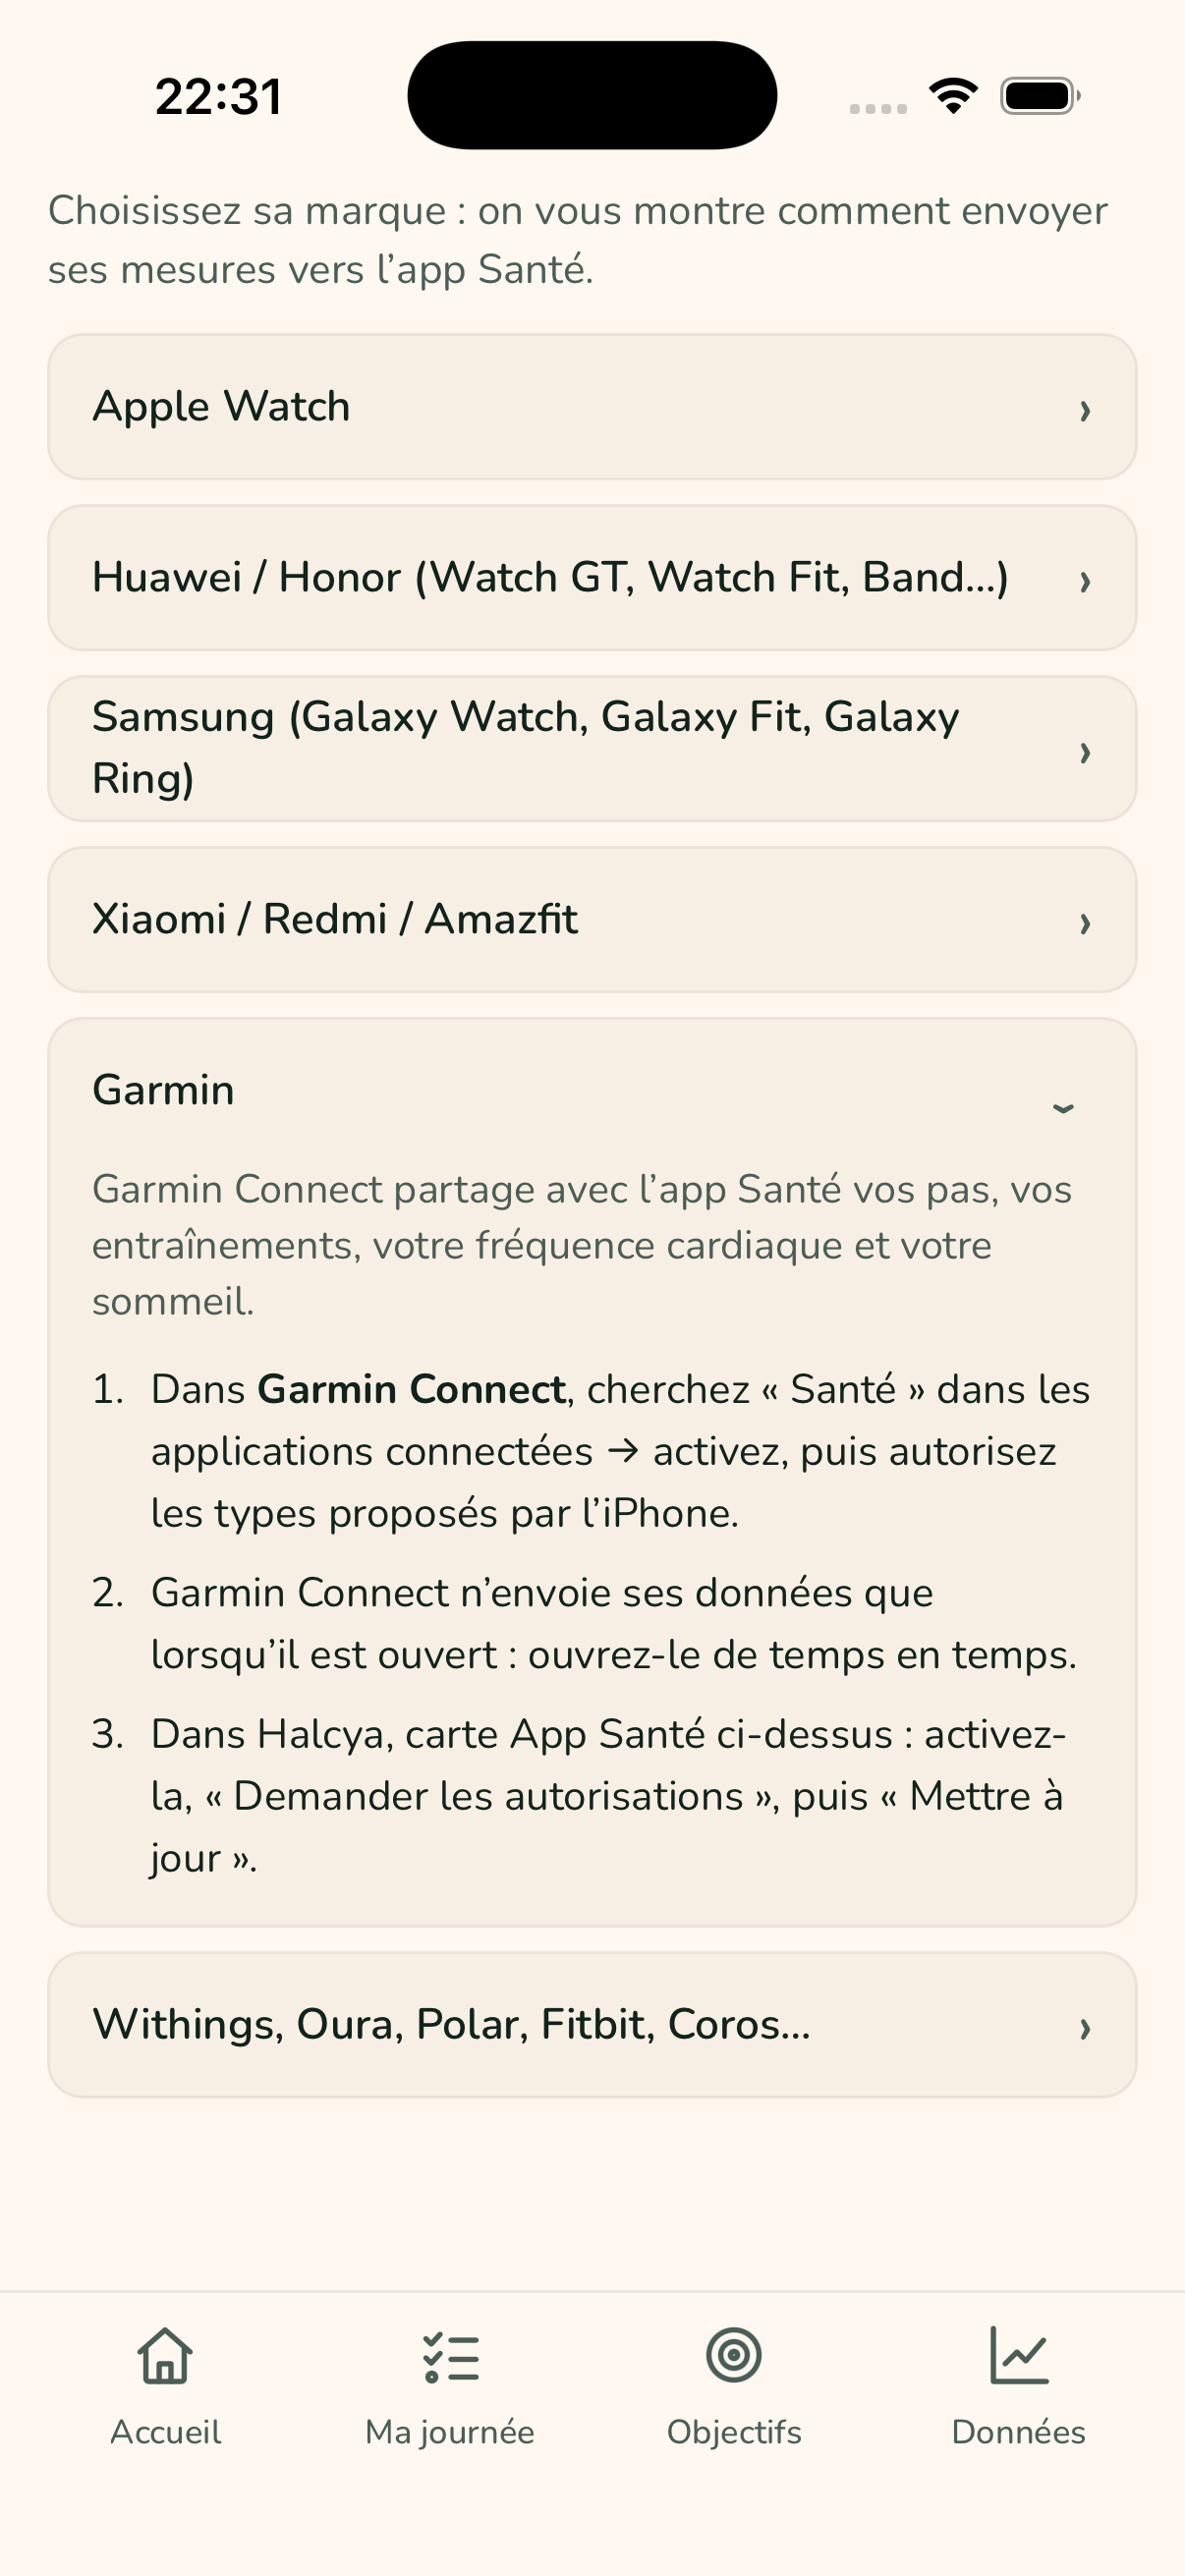 22:31
Choisissez sa marque : on vous montre comment envoyer
ses mesures vers l’app Santé.
Apple Watch
Huawei / Honor (Watch GT, Watch Fit, Band…)
Samsung (Galaxy Watch, Galaxy Fit, Galaxy
Ring)
Xiaomi / Redmi / Amazfit
Garmin
Garmin Connect partage avec l’app Santé vos pas, vos
entraînements, votre fréquence cardiaque et votre
sommeil.
1. Dans Garmin Connect, cherchez « Santé » dans les
applications connectées → activez, puis autorisez
les types proposés par l’iPhone.
2. Garmin Connect n’envoie ses données que
lorsqu’il est ouvert : ouvrez-le de temps en temps.
3. Dans Halcya, carte App Santé ci-dessus : activez-
la, « Demander les autorisations », puis « Mettre à
jour ».
Withings, Oura, Polar, Fitbit, Coros…
Accueil
Ma journée
Objectifs
Données